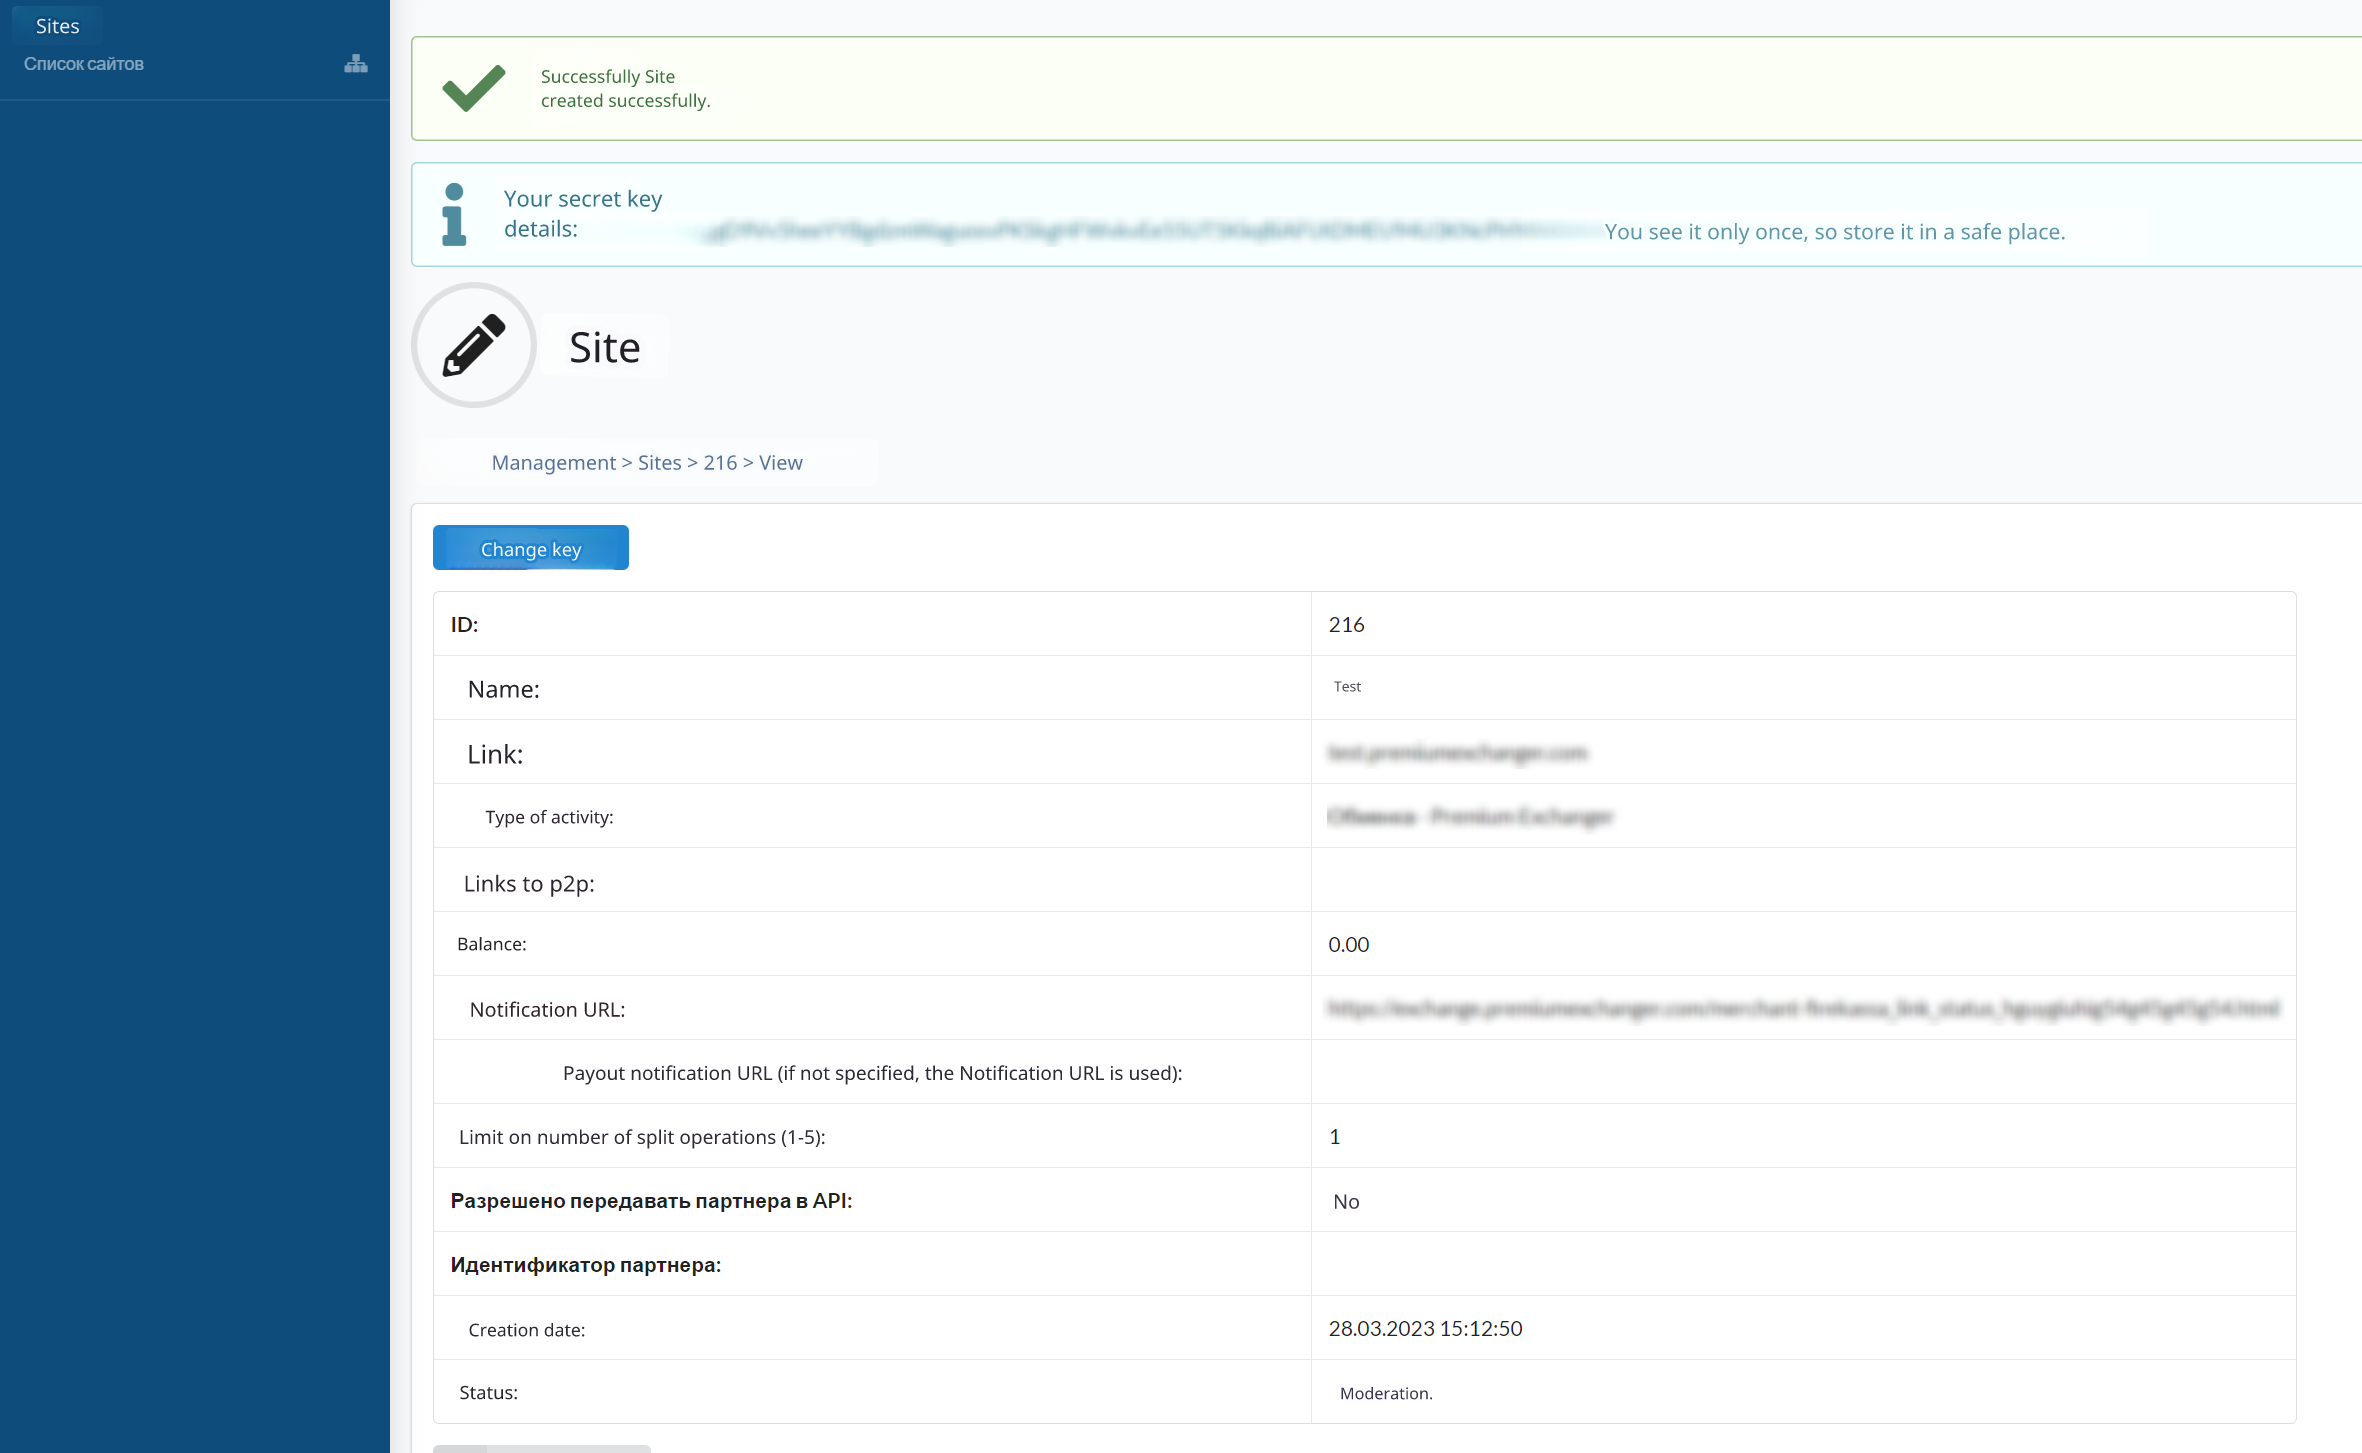 Sites
Список сайтов
Successfully Site
created successfully.
Your secret key
details:
You see it only once, so store it in a safe place.
Site
Management > Sites > 216 > View
Change key
ID: 216
Name: Test
Link:
Type of activity:
Links to p2p:
Balance: 0.00
Notification URL:
Payout notification URL (if not specified, the Notification URL is used):
Limit on number of split operations (1-5): 1
Разрешено передавать партнера в API: No
Идентификатор партнера:
Creation date: 28.03.2023 15:12:50
Status: Moderation.